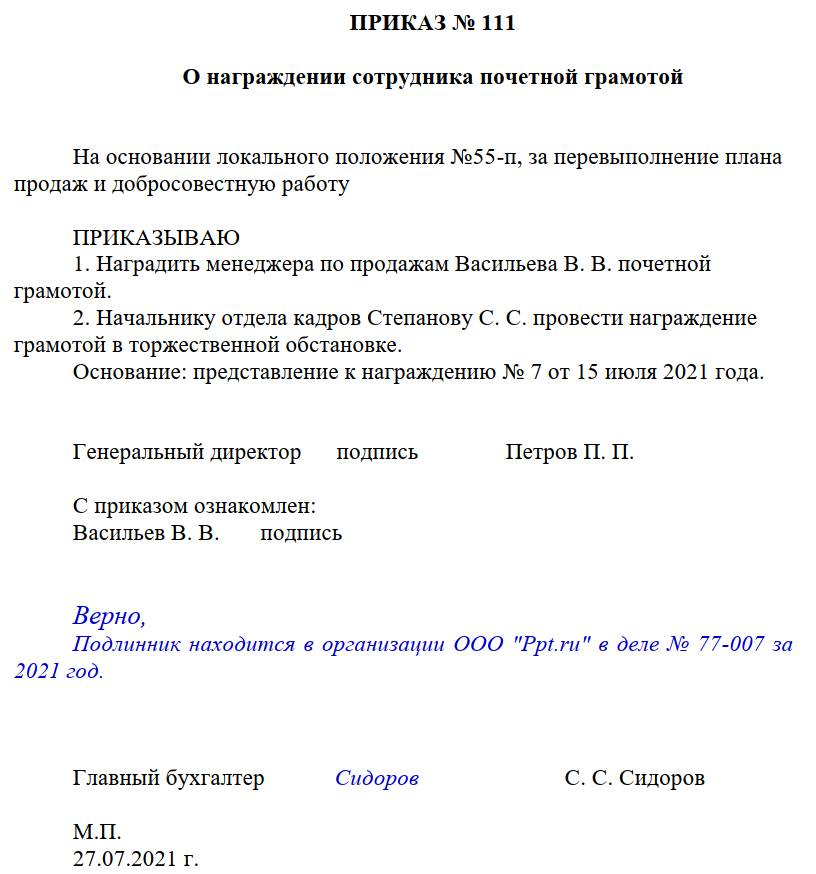 ПРИКАЗ № 111
О награждении сотрудника почетной грамотой
На основании локального положения №55-п, за перевыполнение плана
продаж и добросовестную работу
ПРИКАЗЫВАЮ
1. Наградить менеджера по продажам Васильева В. В. почетной
грамотой.
2. Начальнику отдела кадров Степанову С. С. провести награждение
грамотой в торжественной обстановке.
Основание: представление к награждению № 7 от 15 июля 2021 года.
Генеральный директор подпись Петров П. П.
С приказом ознакомлен:
Васильев В. В. подпись
Верно,
Подлинник находится в организации ООО "Ppt.ru" в деле № 77-007 за
2021 год.
Главный бухгалтер Сидоров С. С. Сидоров
М.П.
27.07.2021 г.